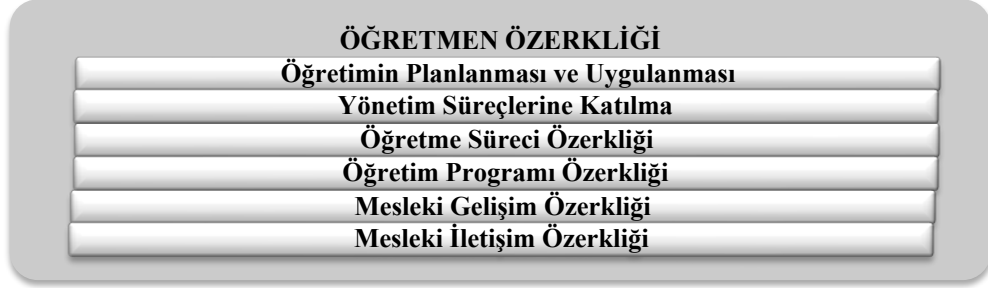 ÖĞRETMEN ÖZERKLİĞİ
Öğretimin Planlanması ve Uygulanması
Yönetim Süreçlerine Katılma
Öğretme Süreci Özerkliği
Öğretim Programı Özerkliği
Mesleki Gelişim Özerkliği
Mesleki İletişim Özerkliği